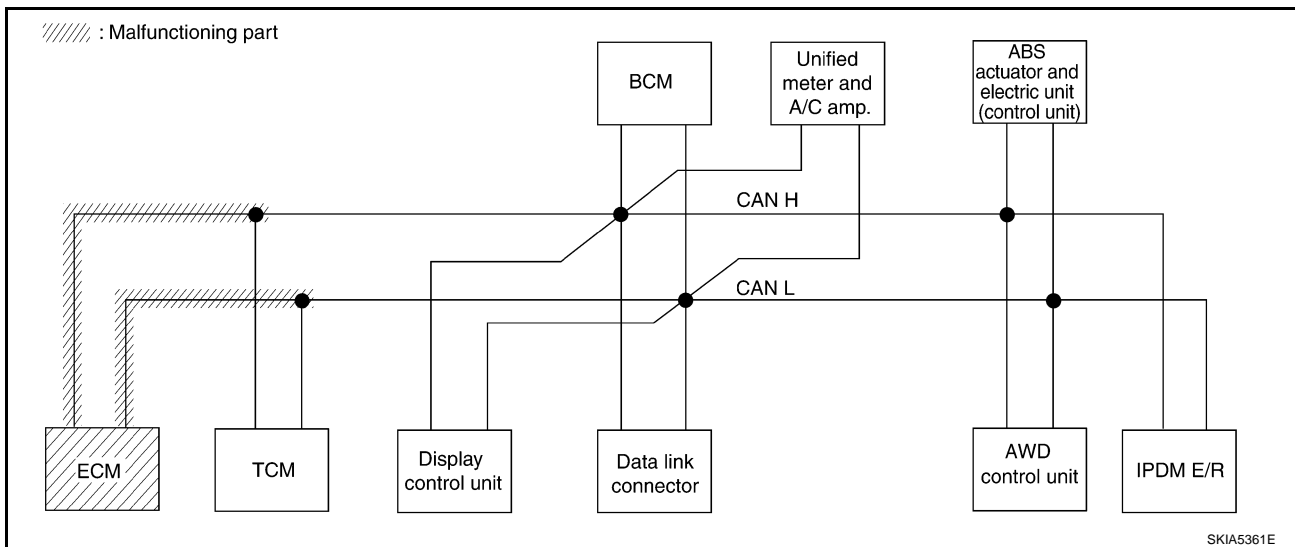 : Malfunctioning part
BCM
Unified
meter and
A/C amp.
ABS
actuator and
electric unit
(control unit)
CAN H
CAN L
ECM
TCM
Display
control unit
Data link
connector
AWD
control unit
IPDM E/R
SKIA5361E